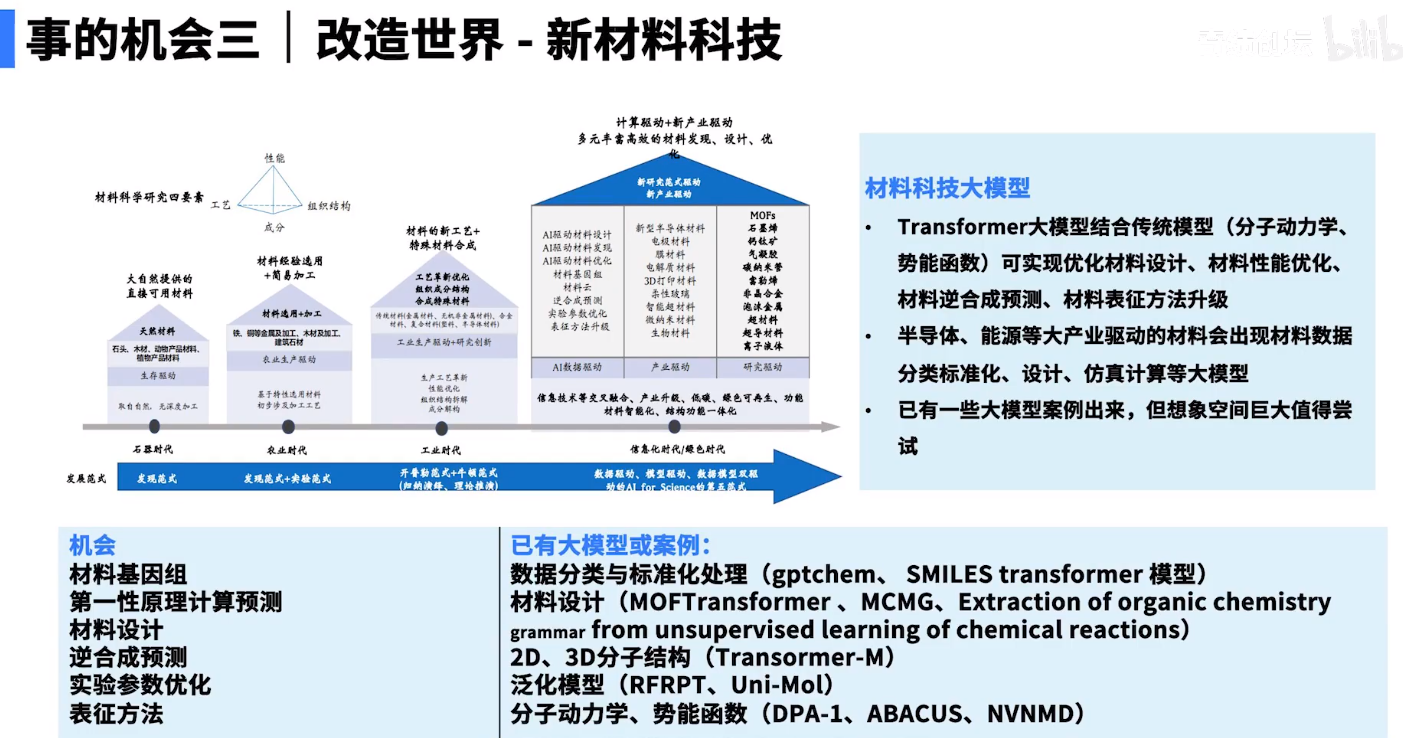 事的机会三｜改造世界 - 新材料科技
bilibili
材料科学研究四要素
性能
工艺
组织结构
成分
大自然提供的
直接可用材料
天然材料
石头、木材、动物产品材料、
植物产品材料
生存驱动
取自自然，无深度加工
材料经验选用
+简易加工
材料选用+加工
铁、铜等金属及加工、木材及加工、
建筑石材
农业生产驱动
基于特性选用材料
初步涉及加工工艺
材料的新工艺+
特殊材料合成
工艺革新优化
组织成分结构
合成特殊材料
传统材料(金属材料、无机非金属材料)、合金
材料、复合材料(塑料、半导体材料)
工业生产驱动+研究创新
生产工艺革新
性能优化
组织结构拆解
成分解构
计算驱动+新产业驱动
多元丰富高效的材料发现、设计、优
化
新研究范式驱动
新产业驱动
AI驱动材料设计
AI驱动材料发现
AI驱动材料优化
材料基因组
材料云
逆合成预测
实验参数优化
表征方法升级
新型半导体材料
电极材料
膜材料
电解质材料
3D打印材料
柔性玻璃
智能超材料
微纳米材料
生物材料
MOFs
石墨烯
钙钛矿
气凝胶
碳纳米管
富勒烯
非晶合金
泡沫金属
超材料
超导材料
离子液体
AI数据驱动
产业驱动
研究驱动
信息技术等交叉融合、产业升级、低碳、绿色可再生、功能
材料智能化、结构功能一体化
石器时代
农业时代
工业时代
信息化时代/绿色时代
发展范式
发现范式
发现范式+实验范式
开普勒范式+牛顿范式
(归纳演绎、理论推演)
数据驱动、模型驱动、数据模型双驱
动的AI for Science的第五范式
材料科技大模型
• Transformer大模型结合传统模型（分子动力学、
势能函数）可实现优化材料设计、材料性能优化、
材料逆合成预测、材料表征方法升级
• 半导体、能源等大产业驱动的材料会出现材料数据
分类标准化、设计、仿真计算等大模型
• 已有一些大模型案例出来，但想象空间巨大值得尝
试
机会
材料基因组
第一性原理计算预测
材料设计
逆合成预测
实验参数优化
表征方法
已有大模型或案例：
数据分类与标准化处理（gptchem、 SMILES transformer 模型）
材料设计（MOFTransformer 、MCMG、Extraction of organic chemistry
grammar from unsupervised learning of chemical reactions）
2D、3D分子结构（Transormer-M）
泛化模型（RFRPT、Uni-Mol）
分子动力学、势能函数（DPA-1、ABACUS、NVNMD）